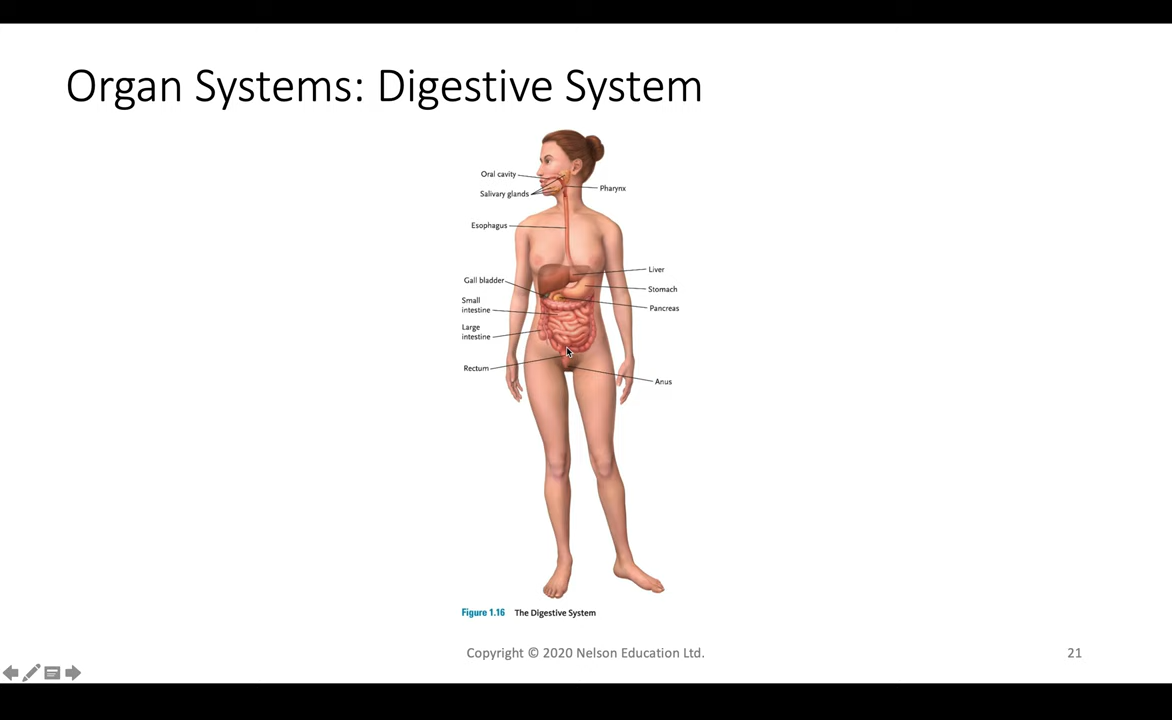 Organ Systems: Digestive System
Oral cavity
Salivary glands
Pharynx
Esophagus
Liver
Gall bladder
Stomach
Small
intestine
Pancreas
Large
intestine
Rectum
Anus
Figure 1.16 The Digestive System
Copyright © 2020 Nelson Education Ltd.
21